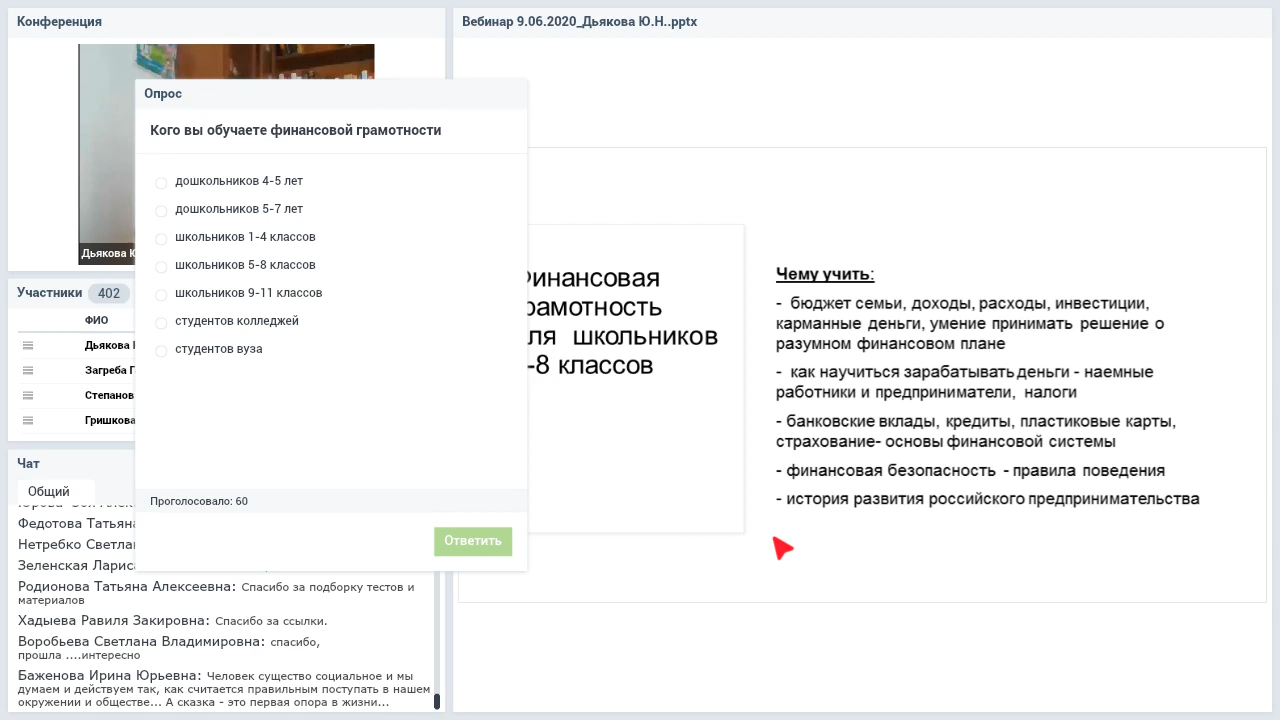 Конференция
Вебинар 9.06.2020_Дьякова Ю.Н..pptx
Дьякова
Участники 402
ФИО
Дьякова
Загреба
Степанов
Гришкова
Чат
Общий
Федотова Татьяна
Нетребко
Зеленская
Родионова Татьяна Алексеевна: Спасибо за подборку тестов и
материалов
Хадыева Равиля Закировна: Спасибо за ссылки.
Воробьева Светлана Владимировна: спасибо,
прошла ....интересно
Баженова Ирина Юрьевна: Человек существо социальное и мы
думаем и действуем так, как считается правильным поступать в нашем
окружении и обществе... А сказка - это первая опора в жизни...
Опрос
Кого вы обучаете финансовой грамотности
дошкольников 4-5 лет
дошкольников 5-7 лет
школьников 1-4 классов
школьников 5-8 классов
школьников 9-11 классов
студентов колледжей
студентов вуза
Проголосовало: 60
Ответить
Финансовая
рамотность
ля школьников
-8 классов
Чему учить:
- бюджет семьи, доходы, расходы, инвестиции,
карманные деньги, умение принимать решение о
разумном финансовом плане
- как научиться зарабатывать деньги - наемные
работники и предприниматели, налоги
- банковские вклады, кредиты, пластиковые карты,
страхование- основы финансовой системы
- финансовая безопасность - правила поведения
- история развития российского предпринимательства